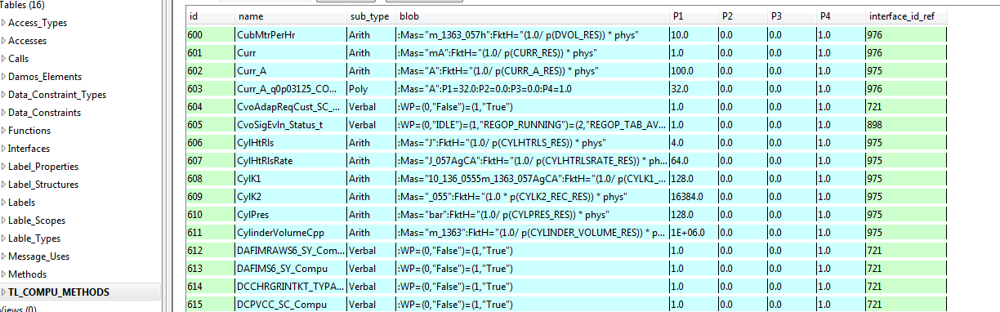 Tables (16)
Access_Types
Accesses
Calls
Damos_Elements
Data_Constraint_Types
Data_Constraints
Functions
Interfaces
Label_Properties
Label_Structures
Labels
Lable_Scopes
Lable_Types
Message_Uses
Methods
TL_COMPU_METHODS
Views (0)
id name sub_type blob P1 P2 P3 P4 interface_id_ref
600 CubMtrPerHr Arith :Mas="m_1363_057h":FktH="(1.0/ p(DVOL_RES)) * phys" 10.0 0.0 0.0 1.0 976
601 Curr Arith :Mas="mA":FktH="(1.0/ p(CURR_RES)) * phys" 1.0 0.0 0.0 1.0 976
602 Curr_A Arith :Mas="A":FktH="(1.0/ p(CURR_A_RES)) * phys" 100.0 0.0 0.0 1.0 975
603 Curr_A_q0p03125_CO... Poly :Mas="A":P1=32.0:P2=0.0:P3=0.0:P4=1.0 32.0 0.0 0.0 1.0 976
604 CvoAdapReqCust_SC_... Verbal :WP=(0,"False")=(1,"True") 1.0 0.0 0.0 1.0 721
605 CvoSigEvIn_Status_t Verbal :WP=(0,"IDLE")=(1,"REGOP_RUNNING")=(2,"REGOP_TAB_AV... 1.0 0.0 0.0 1.0 898
606 CylHtRls Arith :Mas="J":FktH="(1.0/ p(CYLHTRLS_RES)) * phys" 4.0 0.0 0.0 1.0 975
607 CylHtRlsRate Arith :Mas="J_057AgCA":FktH="(1.0/ p(CYLHTRLSRATE_RES)) * ph... 64.0 0.0 0.0 1.0 975
608 CylK1 Arith :Mas="10_136_0555m_1363_057AgCA":FktH="(1.0/ p(CYLK1_... 128.0 0.0 0.0 1.0 975
609 CylK2 Arith :Mas="_055":FktH="(1.0 * p(CYLK2_REC_RES)) * phys" 16384.0 0.0 0.0 1.0 975
610 CylPres Arith :Mas="bar":FktH="(1.0/ p(CYLPRES_RES)) * phys" 128.0 0.0 0.0 1.0 975
611 CylinderVolumeCpp Arith :Mas="m_1363":FktH="(1.0/ p(CYLINDER_VOLUME_RES)) * p... 1E+06.0 0.0 0.0 1.0 975
612 DAFIMRAWS6_SY_Com... Verbal :WP=(0,"False")=(1,"True") 1.0 0.0 0.0 1.0 721
613 DAFIMS6_SY_Compu Verbal :WP=(0,"False")=(1,"True") 1.0 0.0 0.0 1.0 721
614 DCCHRGRINTKT_TYPA... Verbal :WP=(0,"False")=(1,"True") 1.0 0.0 0.0 1.0 721
615 DCPVCC_SC_Compu Verbal :WP=(0,"False")=(1,"True") 1.0 0.0 0.0 1.0 721